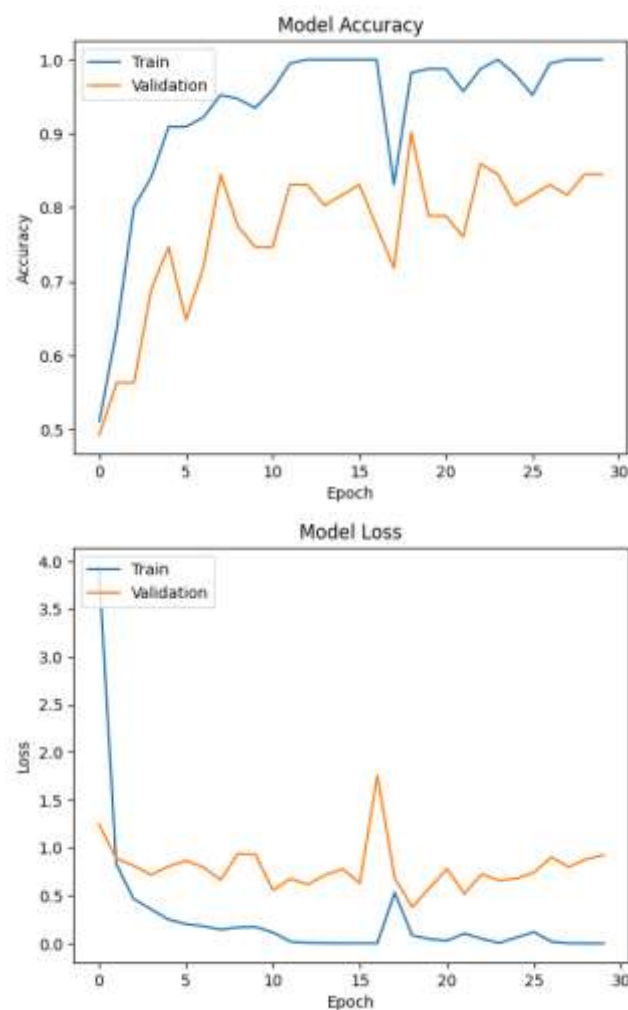 Model Accuracy
Train
Validation
1.0
0.9
0.8
0.7
0.6
0.5
Accuracy
0 5 10 15 20 25 30
Epoch
Model Loss
Train
Validation
4.0
3.5
3.0
2.5
2.0
1.5
1.0
0.5
0.0
Loss
0 5 10 15 20 25 30
Epoch